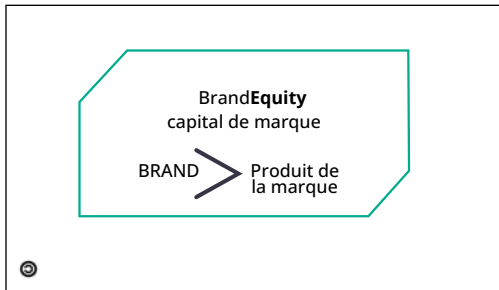 BrandEquity
capital de marque
BRAND
Produit de
la marque